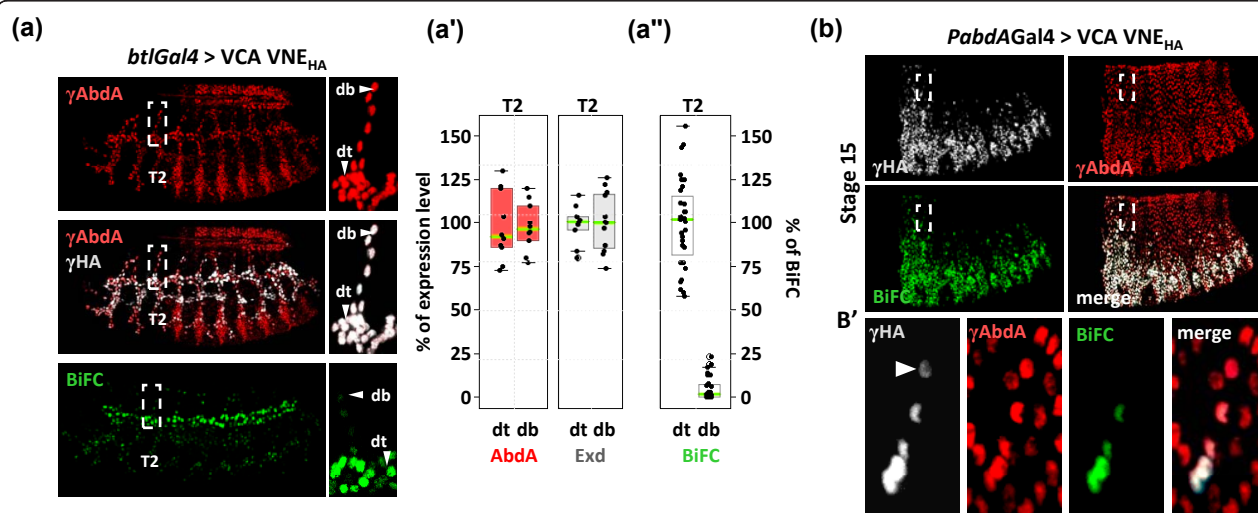 (a)
btlGal4 > VCA VNE_HA
γAbdA
T2
db
dt
γAbdA
γHA
T2
db
dt
BiFC
T2
db
dt
(a')
T2 T2
% of expression level
150
125
100
75
50
25
0
dt db dt db
AbdA Exd
(a'')
T2
150
125
100
75
50
25
0
% of BiFC
dt db
BiFC
(b)
PabdAGal4 > VCA VNE_HA
Stage 15
γHA γAbdA
BiFC merge
B'
γHA γAbdA BiFC merge